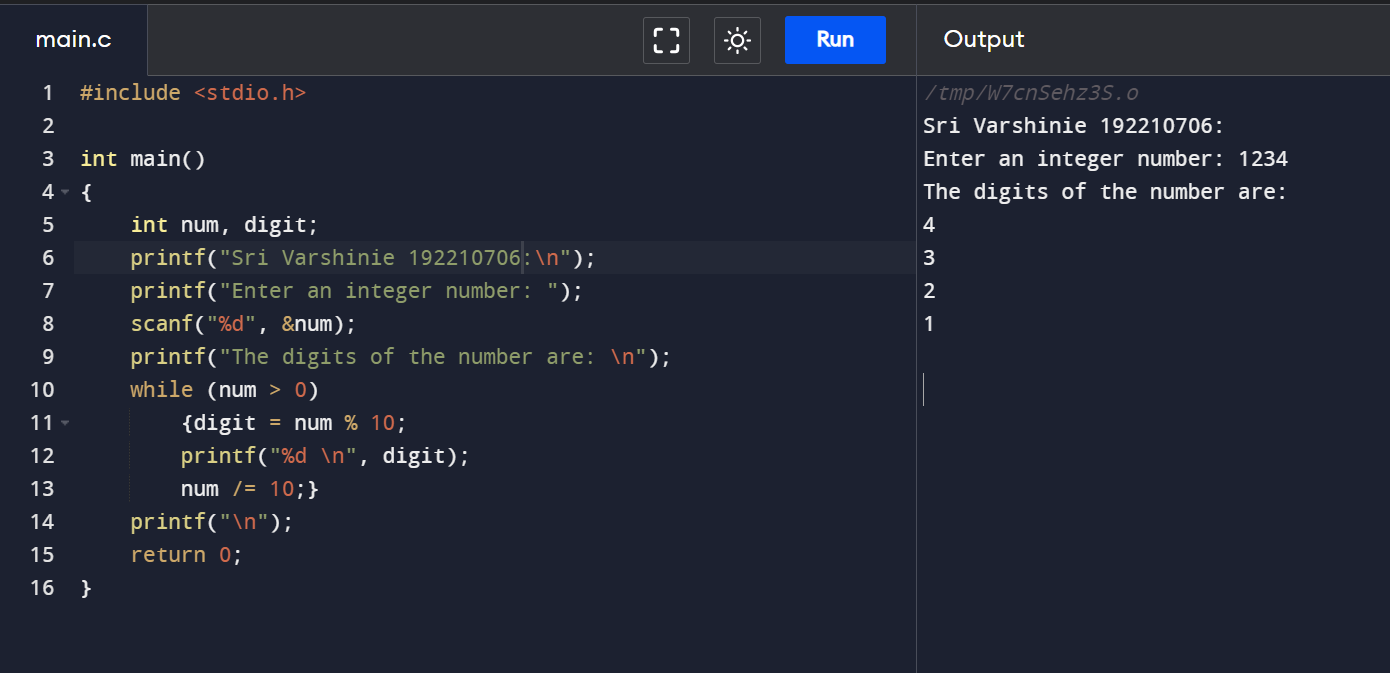 main.c
Run
Output
1 #include <stdio.h>
2
3 int main()
4 {
5     int num, digit;
6     printf("Sri Varshinie 192210706:\n");
7     printf("Enter an integer number: ");
8     scanf("%d", &num);
9     printf("The digits of the number are: \n");
10     while (num > 0)
11         {digit = num % 10;
12         printf("%d \n", digit);
13         num /= 10;}
14     printf("\n");
15     return 0;
16 }
/tmp/W7cnSehz3S.o
Sri Varshinie 192210706:
Enter an integer number: 1234
The digits of the number are:
4
3
2
1